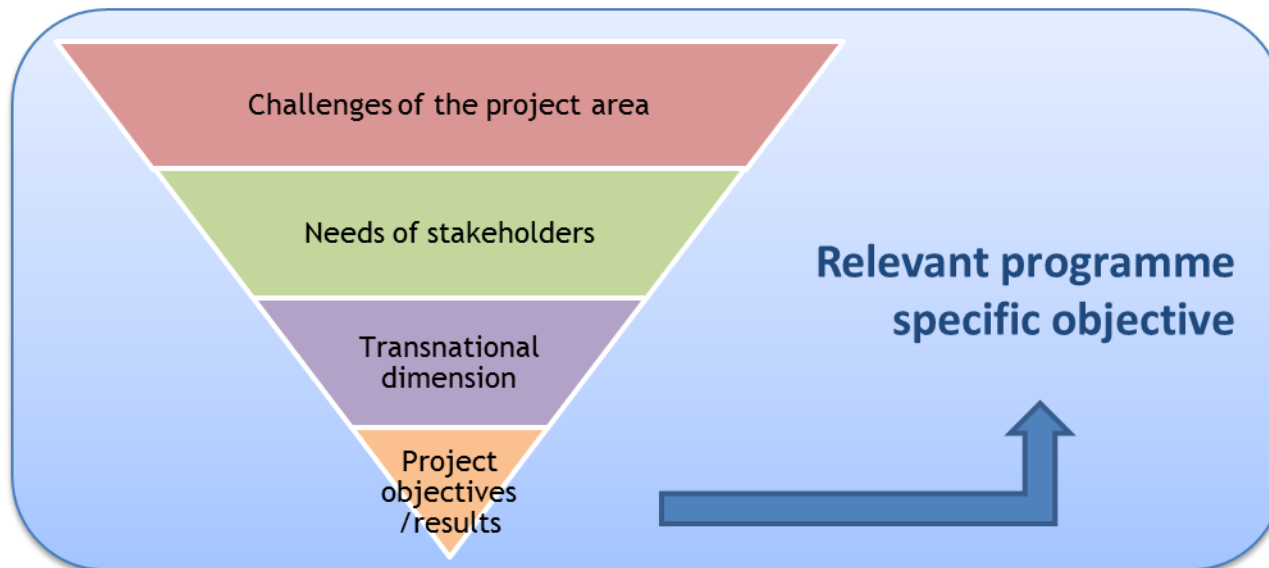 Challenges of the project area
Needs of stakeholders
Transnational
dimension
Project
objectives
/results
Relevant programme
specific objective